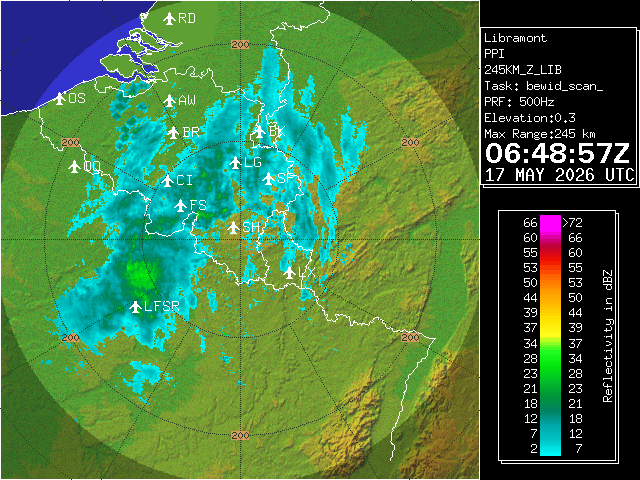 RD
200
OS
AW
BR
BL
200
200
DO
LG
CI
SP
FS
SH
LX
LFSR
200
200
200
Libramont
PPI
245KM_Z_LIB
Task: bewid_scan_
PRF: 500Hz
Elevation:0.3
Max Range:245 km
06:48:57Z
17 MAY 2026 UTC
66 >72
60 66
55 60
53 55
50 53
44 50
39 44
37 39
34 37
28 34
23 28
21 23
18 21
12 18
7 12
2 7
Reflectivity in dBZ